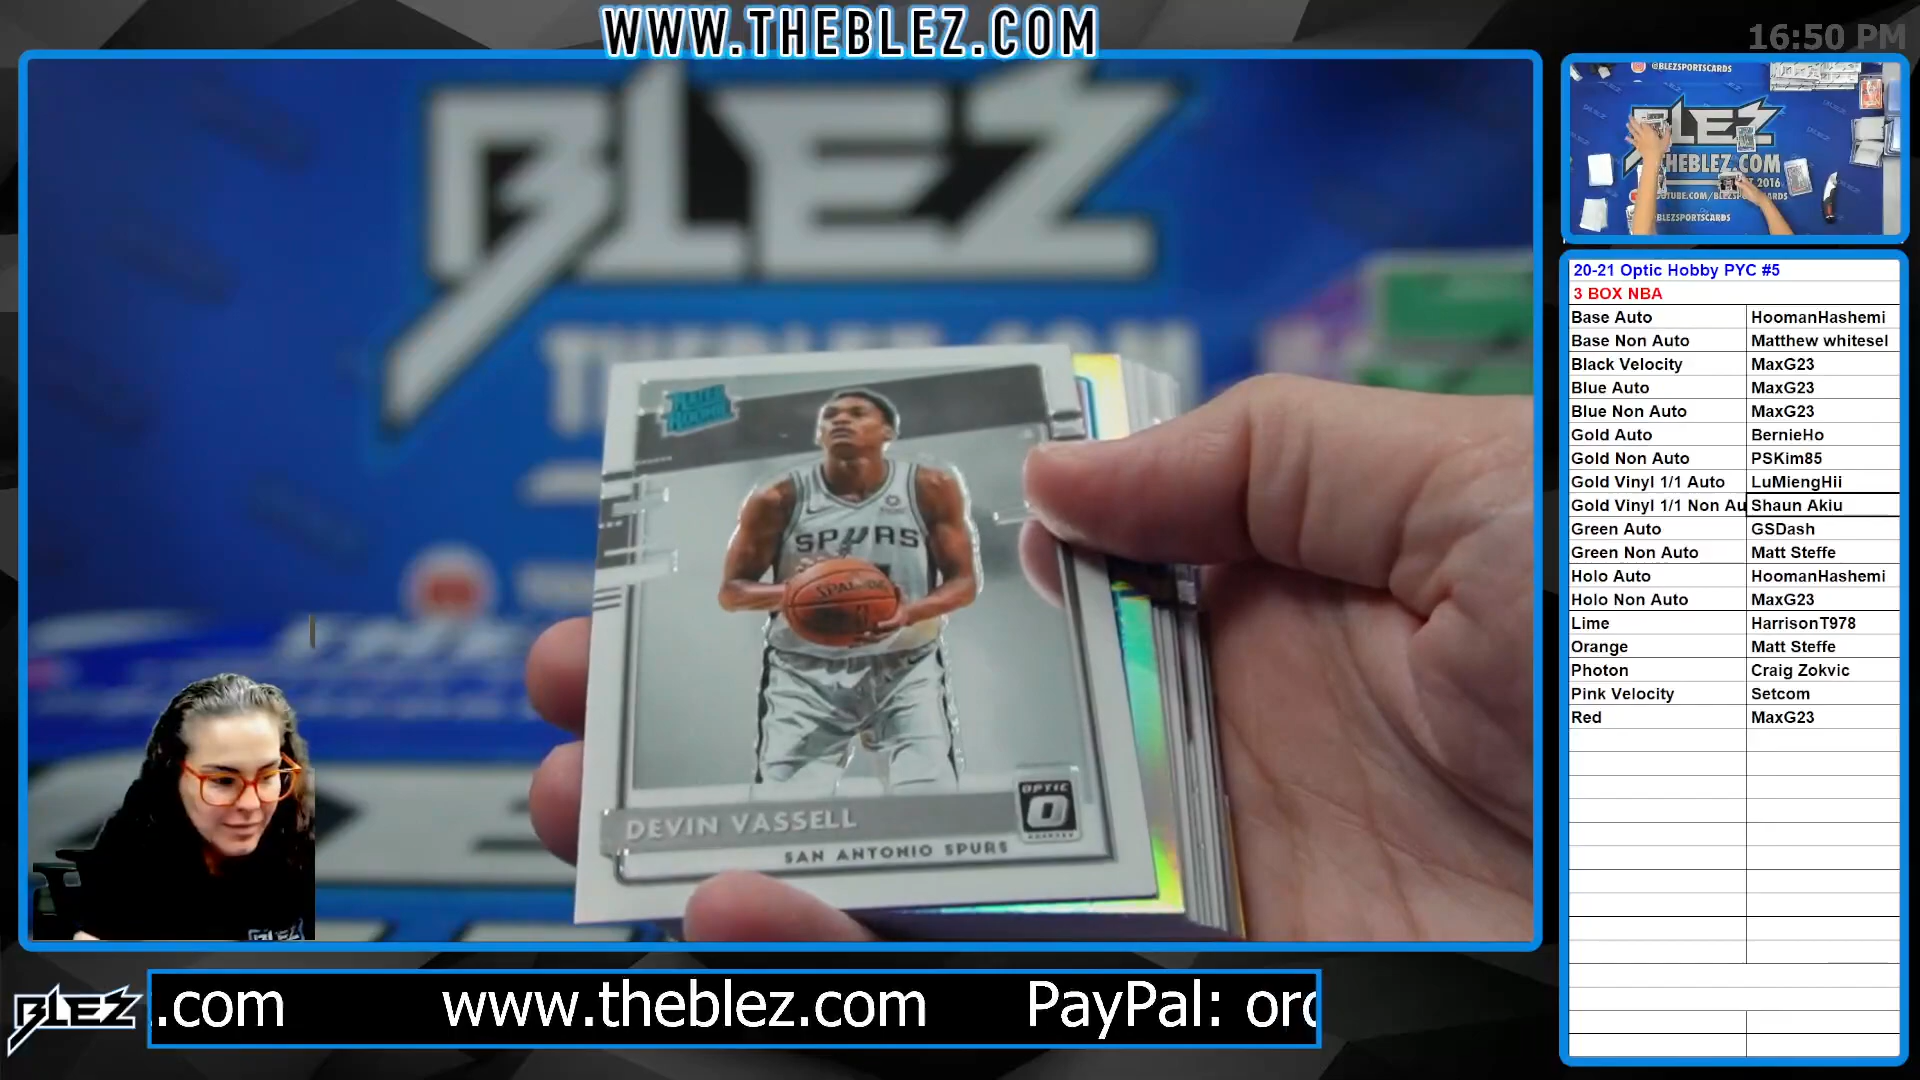 WWW.THEBLEZ.COM
16:50 PM
BLEZ
RATED
ROOKIE
SPURS
SPALDING
DEVIN VASSELL
OPTIC
SAN ANTONIO SPURS
@BLEZSPORTSCARDS
BLEZ
THEBLEZ.COM
T 2016
UTUBE.COM/BLEZSPORTSCARDS
BLEZSPORTSCARDS
20-21 Optic Hobby PYC #5
3 BOX NBA
Base Auto HoomanHashemi
Base Non Auto Matthew whitesel
Black Velocity MaxG23
Blue Auto MaxG23
Blue Non Auto MaxG23
Gold Auto BernieHo
Gold Non Auto PSKim85
Gold Vinyl 1/1 Auto LuMiengHii
Gold Vinyl 1/1 Non Au Shaun Akiu
Green Auto GSDash
Green Non Auto Matt Steffe
Holo Auto HoomanHashemi
Holo Non Auto MaxG23
Lime HarrisonT978
Orange Matt Steffe
Photon Craig Zokvic
Pink Velocity Setcom
Red MaxG23
BLEZ
BLEZ
.com www.theblez.com PayPal: ord